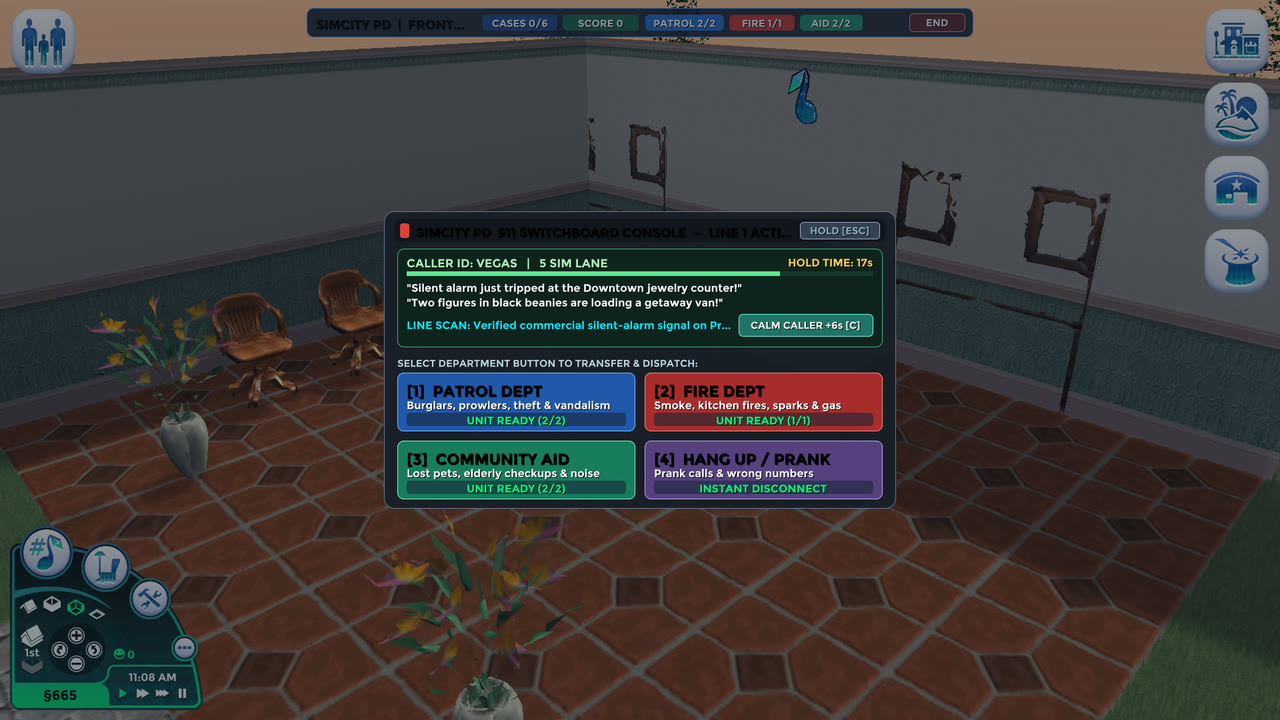 SIMCITY PD | FRONT...
CASES 0/6
SCORE 0
PATROL 2/2
FIRE 1/1
AID 2/2
END
SIMCITY PD 911 SWITCHBOARD CONSOLE — LINE 1 ACTI...
HOLD [ESC]
CALLER ID: VEGAS | 5 SIM LANE
HOLD TIME: 17s
"Silent alarm just tripped at the Downtown jewelry counter!"
"Two figures in black beanies are loading a getaway van!"
LINE SCAN: Verified commercial silent-alarm signal on Pr...
CALM CALLER +6s [C]
SELECT DEPARTMENT BUTTON TO TRANSFER & DISPATCH:
[1] PATROL DEPT
Burglars, prowlers, theft & vandalism
UNIT READY (2/2)
[2] FIRE DEPT
Smoke, kitchen fires, sparks & gas
UNIT READY (1/1)
[3] COMMUNITY AID
Lost pets, elderly checkups & noise
UNIT READY (2/2)
[4] HANG UP / PRANK
Prank calls & wrong numbers
INSTANT DISCONNECT
#
1st
0
11:08 AM
§665